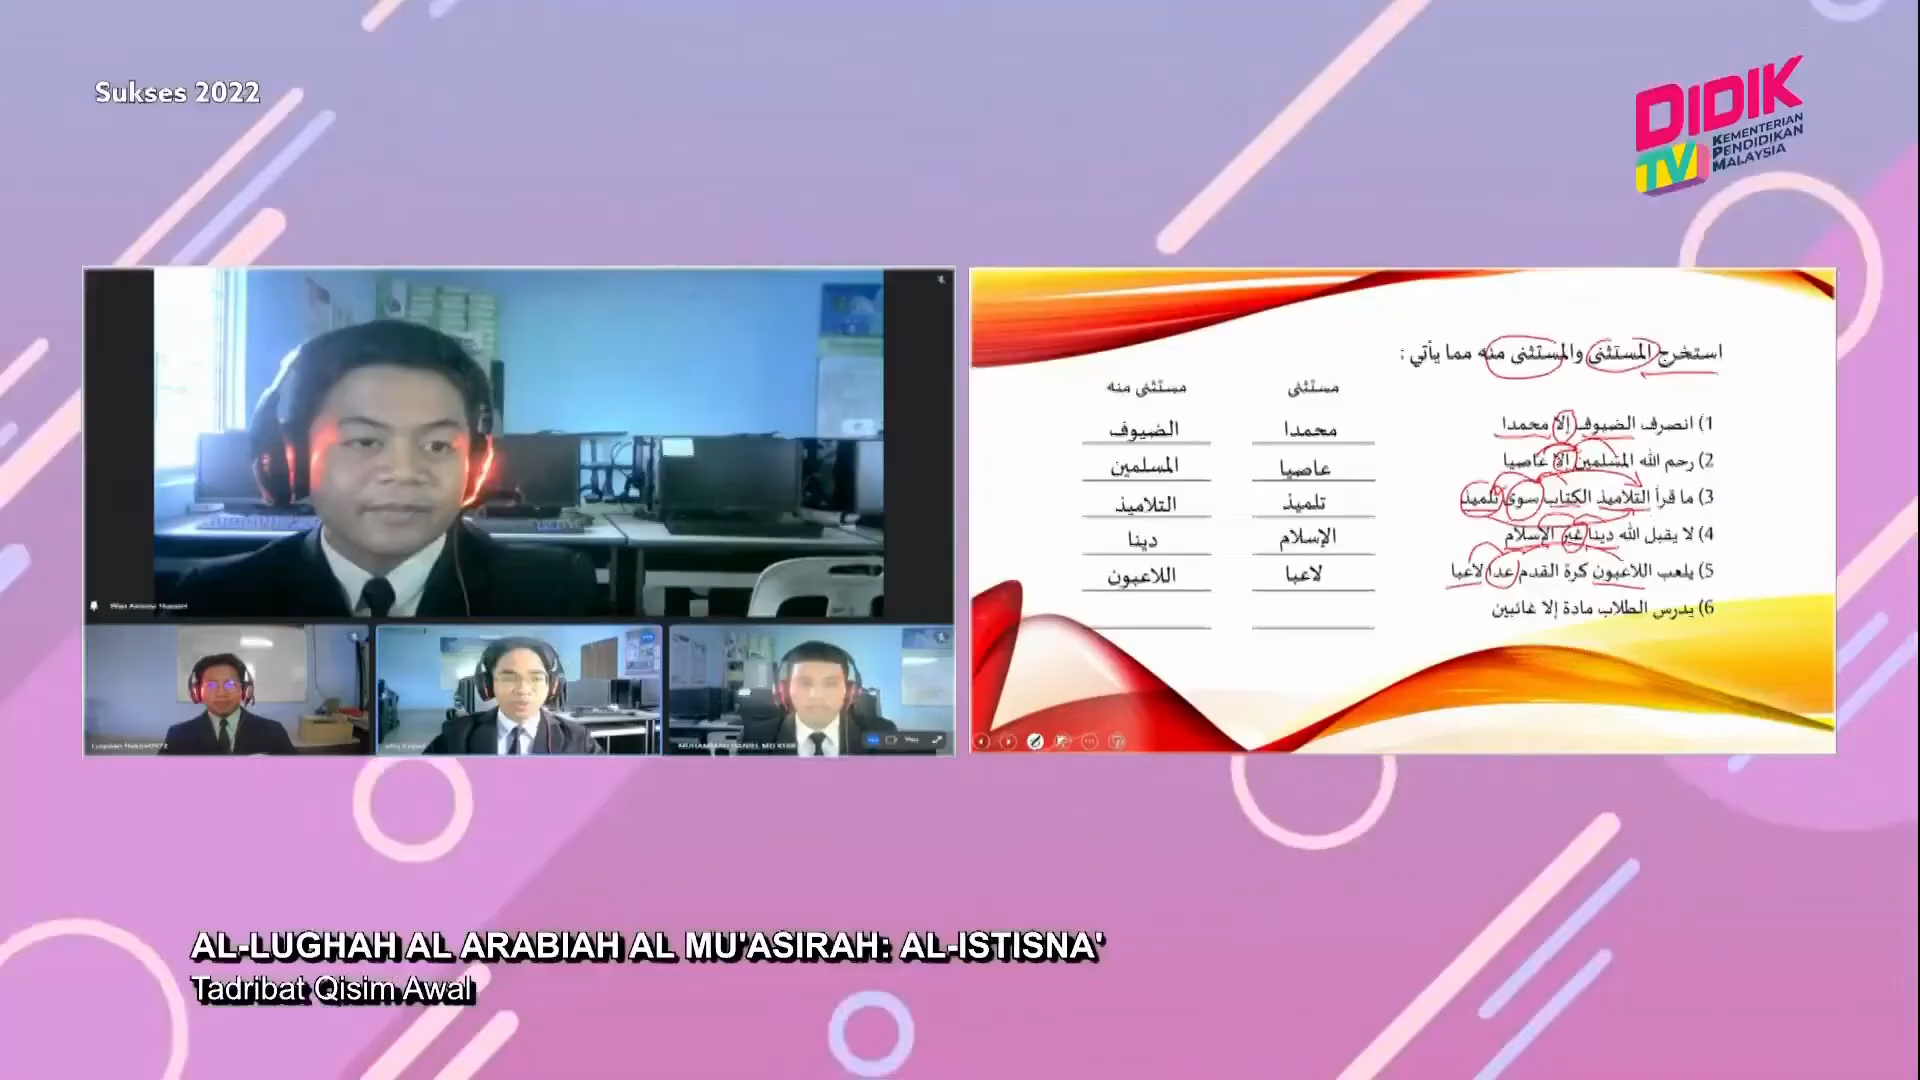 Sukses 2022
DIDIK
TV
KEMENTERIAN
PENDIDIKAN
MALAYSIA
استخرج المستثنى والمستثنى منه مما يأتي :
مستثنى
مستثنى منه
1) انصرف الضيوف إلا محمدا
محمدا
الضيوف
2) رحم الله المسلمين إلا عاصيا
عاصيا
المسلمين
3) ما قرأ التلاميذ الكتاب سوى تلميذ
تلميذ
التلاميذ
4) لا يقبل الله دينا غير الإسلام
الإسلام
دينا
5) يلعب اللاعبون كرة القدم عدا لاعبا
لاعبا
اللاعبون
6) يدرس الطلاب مادة إلا غائبين
You
AL-LUGHAH AL ARABIAH AL MU'ASIRAH: AL-ISTISNA'
Tadribat Qisim Awal